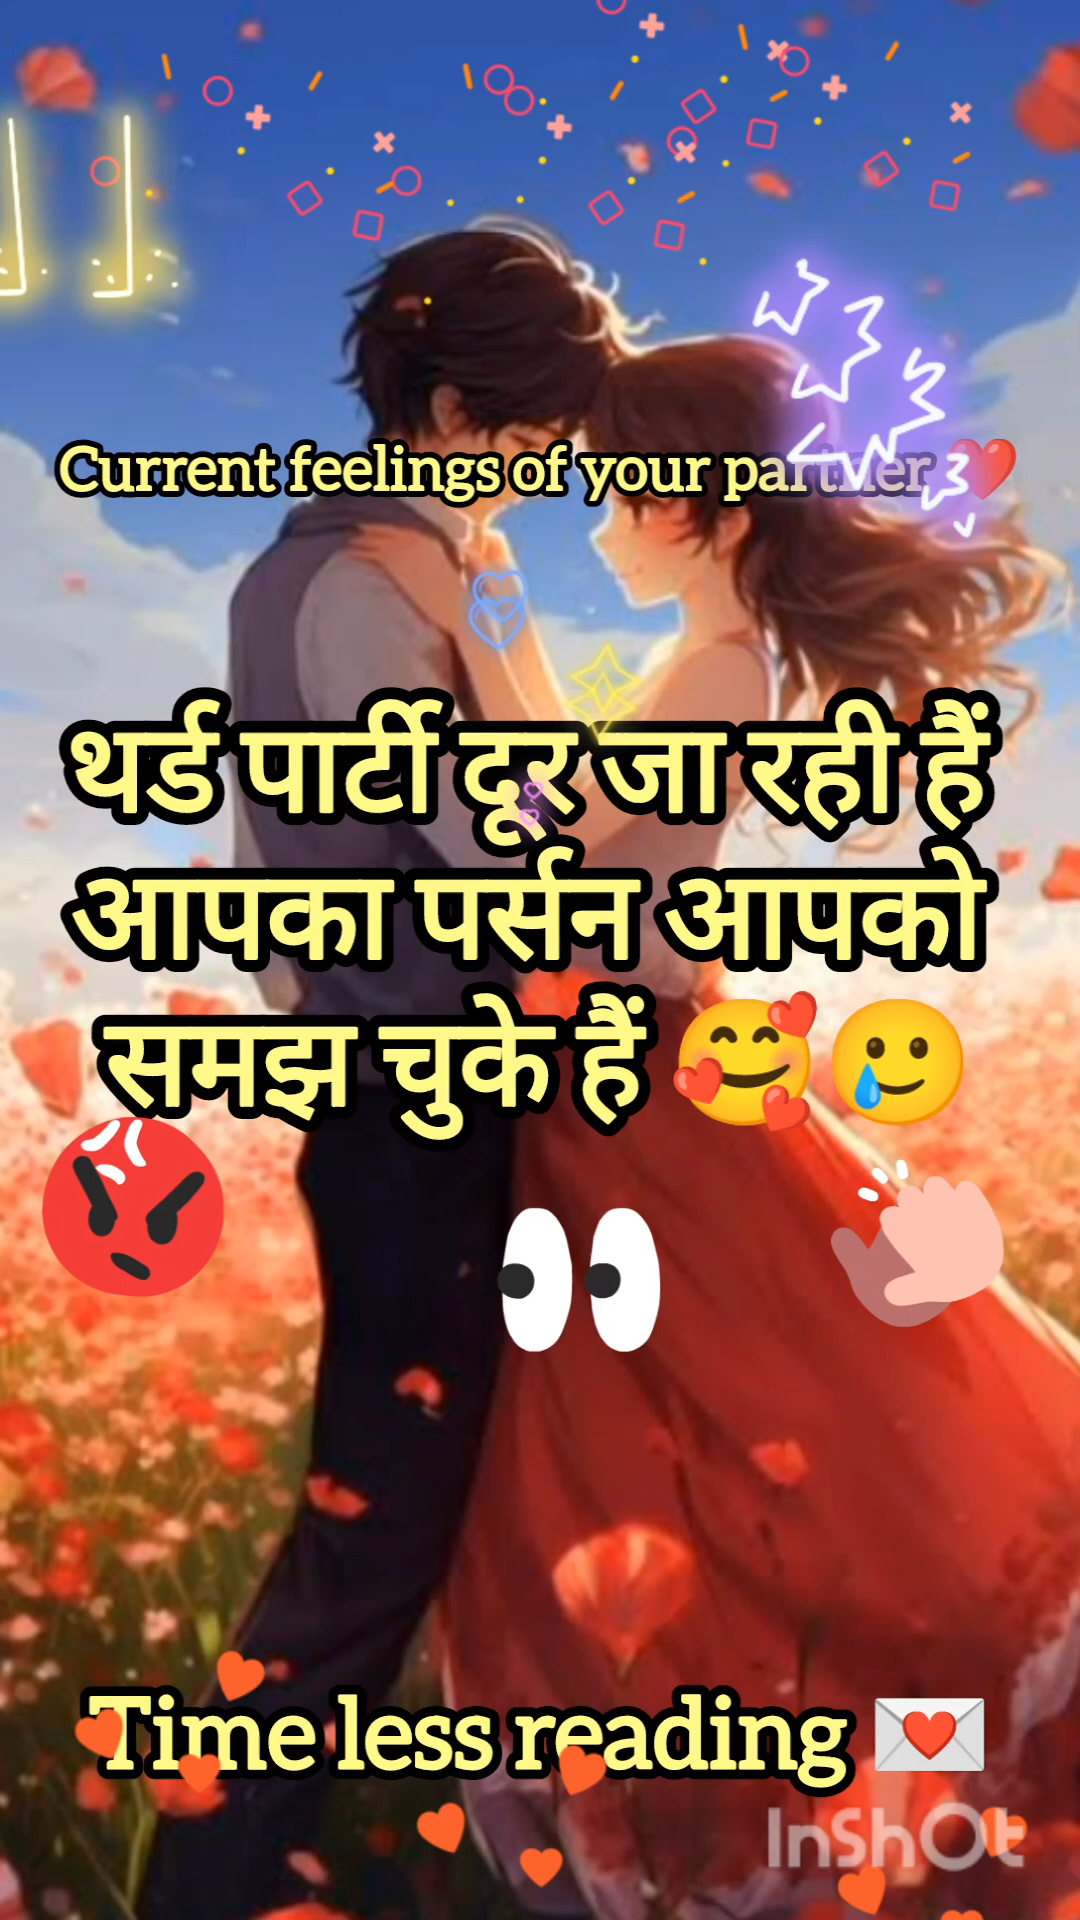 Current feelings of your partner ❤️
थर्ड पार्टी दूर जा रही हैं
आपका पर्सन आपको
समझ चुके हैं 🥰🥲
Time less reading 💌
InShOt